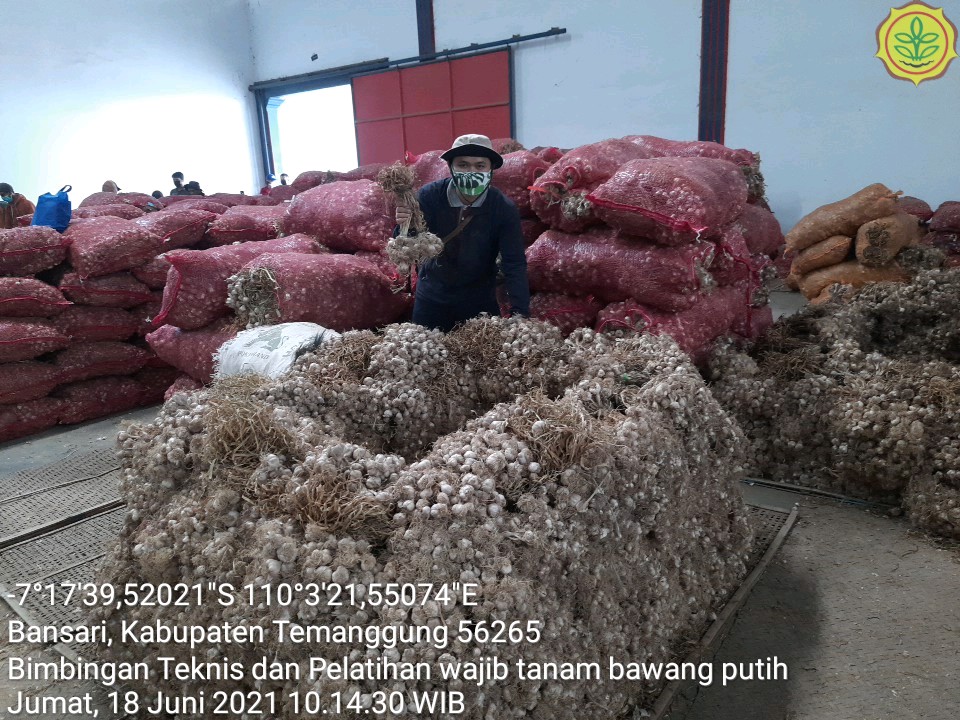 -7°17'39,52021"S 110°3'21,55074"E
Bansari, Kabupaten Temanggung 56265
Bimbingan Teknis dan Pelatihan wajib tanam bawang putih
Jumat, 18 Juni 2021 10.14.30 WIB